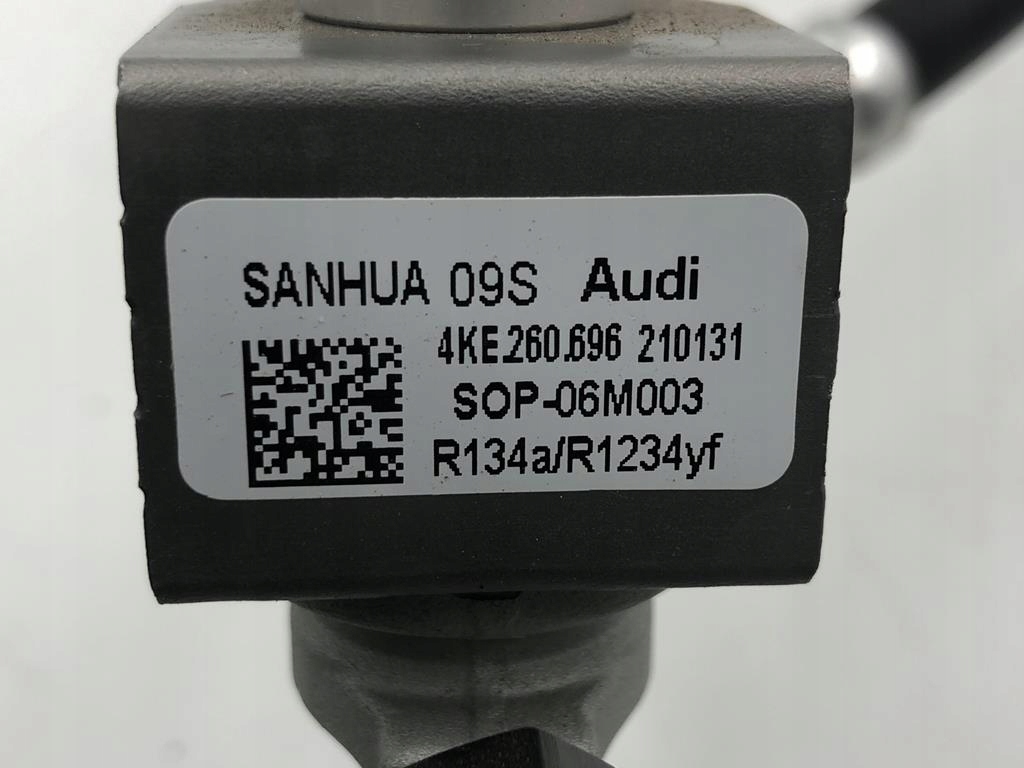 SANHUA 09S Audi
4KE.260.696 210131
SOP-06M003
R134a/R1234yf